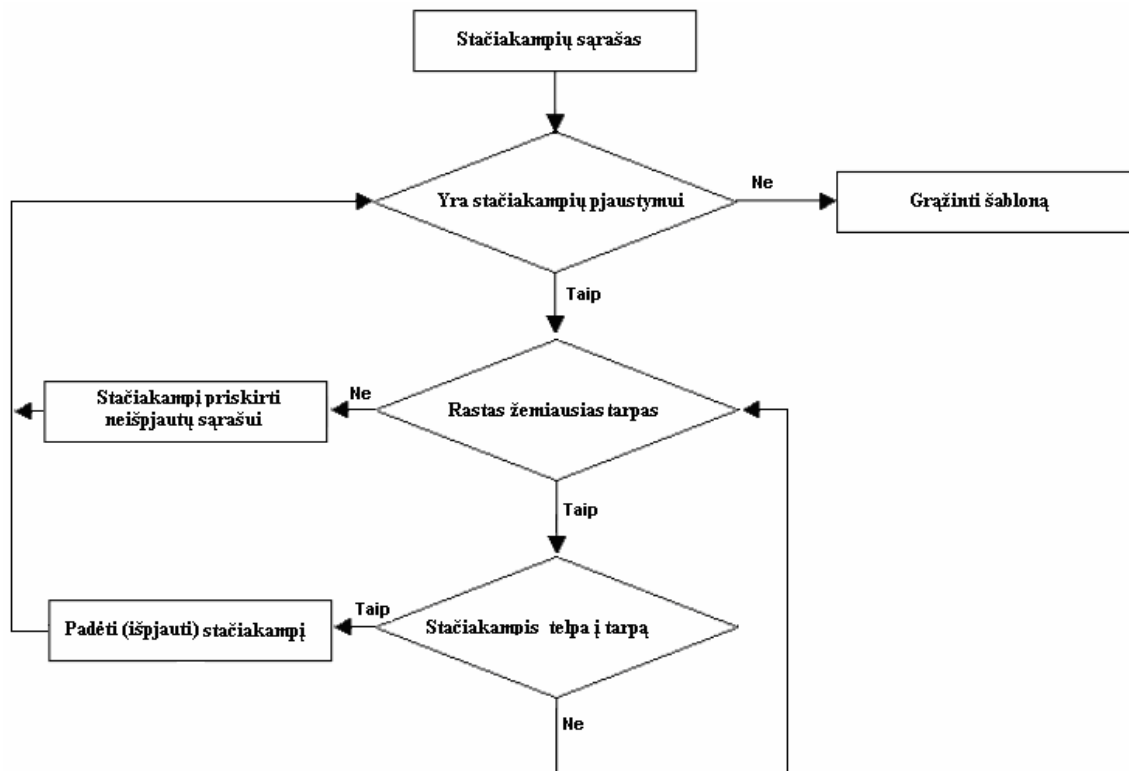 Stačiakampių sąrašas
Yra stačiakampių pjaustymui
Ne
Grąžinti šabloną
Taip
Rastas žemiausias tarpas
Ne
Stačiakampį priskirti
neišpjautų sąrašui
Taip
Stačiakampis telpa į tarpą
Taip
Padėti (išpjauti) stačiakampį
Ne